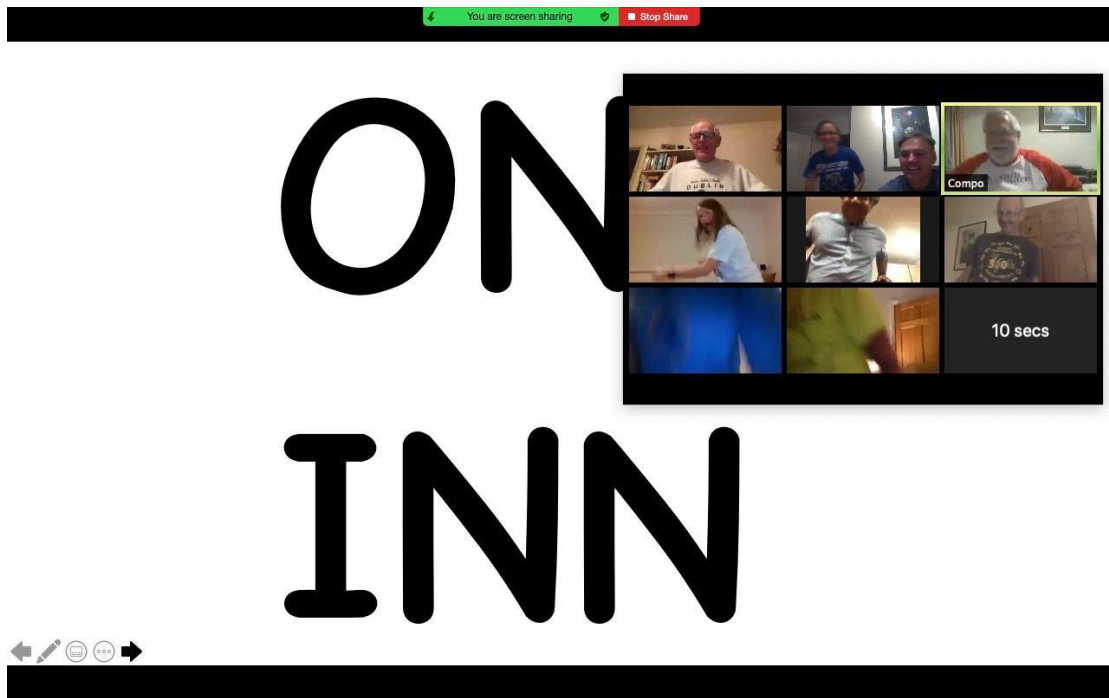 You are screen sharing
Stop Share
ON
Compo
DUBLIN
10 secs
INN